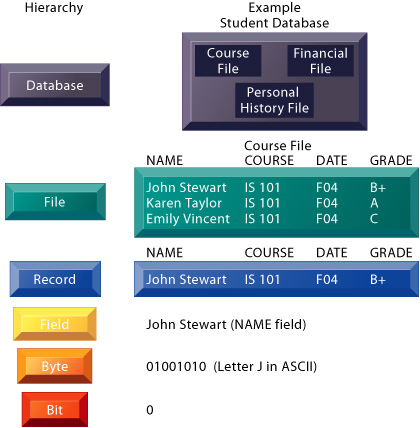 Hierarchy
Example
Student Database
Database
Course
File
Financial
File
Personal
History File
Course File
NAME COURSE DATE GRADE
File
John Stewart IS 101 F04 B+
Karen Taylor IS 101 F04 A
Emily Vincent IS 101 F04 C
NAME COURSE DATE GRADE
Record
John Stewart IS 101 F04 B+
Field
John Stewart (NAME field)
Byte
01001010 (Letter J in ASCII)
Bit
0